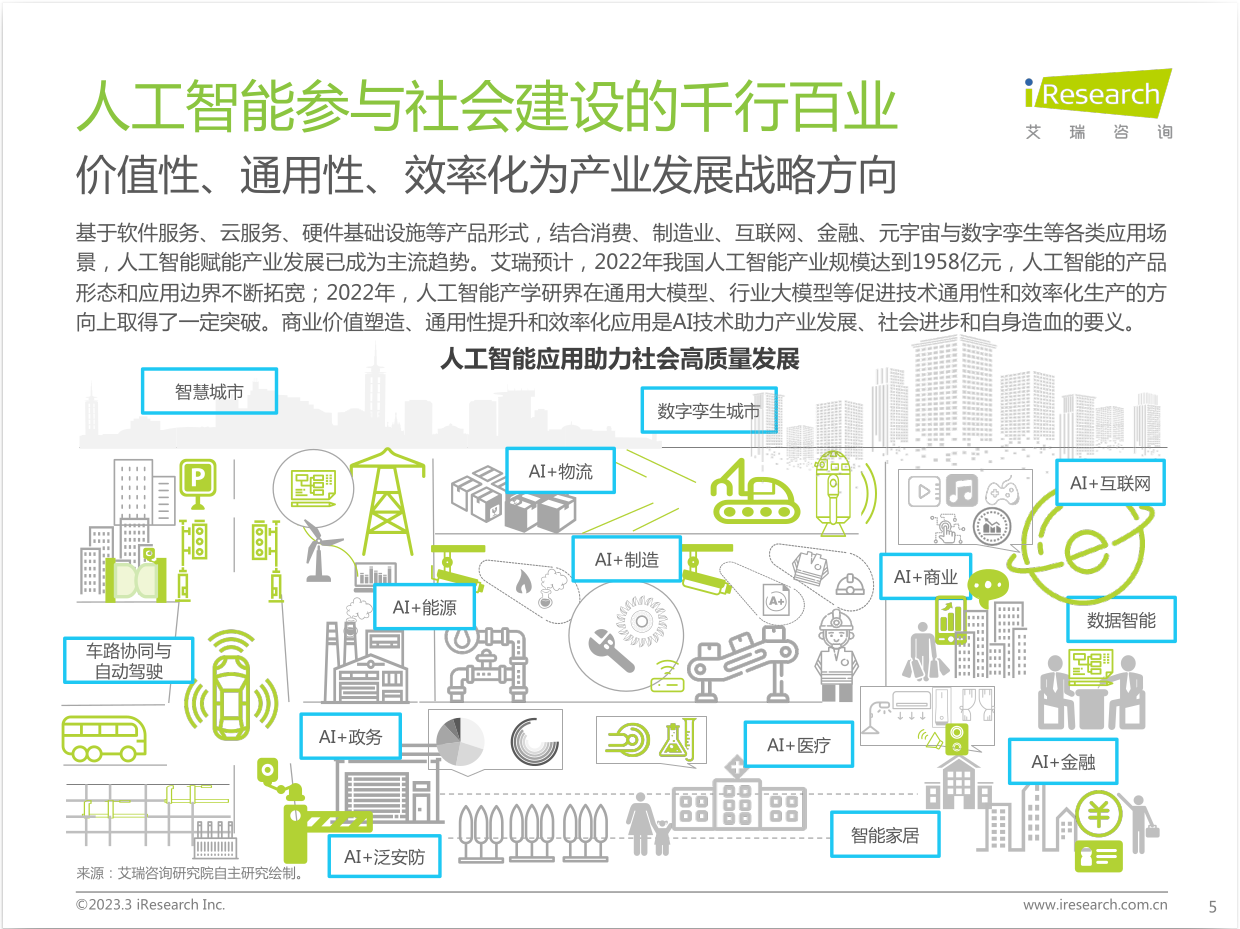 人工智能参与社会建设的千行百业
iResearch
艾瑞咨询
价值性、通用性、效率化为产业发展战略方向
基于软件服务、云服务、硬件基础设施等产品形式，结合消费、制造业、互联网、金融、元宇宙与数字孪生等各类应用场
景，人工智能赋能产业发展已成为主流趋势。艾瑞预计，2022年我国人工智能产业规模达到1958亿元，人工智能的产品
形态和应用边界不断拓宽；2022年，人工智能产学研界在通用大模型、行业大模型等促进技术通用性和效率化生产的方
向上取得了一定突破。商业价值塑造、通用性提升和效率化应用是AI技术助力产业发展、社会进步和自身造血的要义。
人工智能应用助力社会高质量发展
智慧城市
数字孪生城市
P
AI+物流
AI+互联网
AI+制造
AI+商业
A+
AI+能源
数据智能
车路协同与
自动驾驶
AI+政务
AI+医疗
AI+金融
¥
智能家居
AI+泛安防
来源：艾瑞咨询研究院自主研究绘制。
©2023.3 iResearch Inc.
www.iresearch.com.cn
5